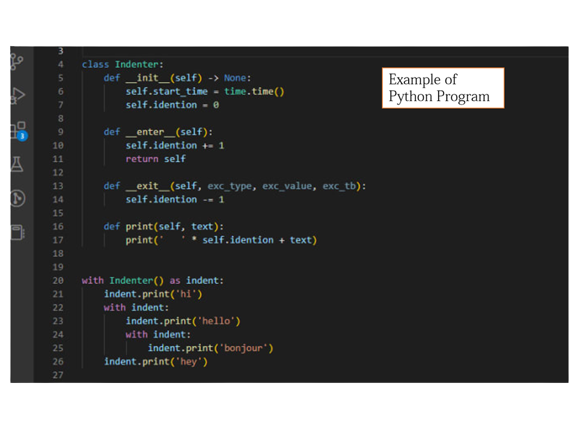 3
4 class Indenter:
5 def __init__(self) -> None:
6 self.start_time = time.time()
7 self.idention = 0
8
9 def __enter__(self):
10 self.idention += 1
11 return self
12
13 def __exit__(self, exc_type, exc_value, exc_tb):
14 self.idention -= 1
15
16 def print(self, text):
17 print('   ' * self.idention + text)
18
19
20 with Indenter() as indent:
21 indent.print('hi')
22 with indent:
23 indent.print('hello')
24 with indent:
25 indent.print('bonjour')
26 indent.print('hey')
27
Example of
Python Program
3